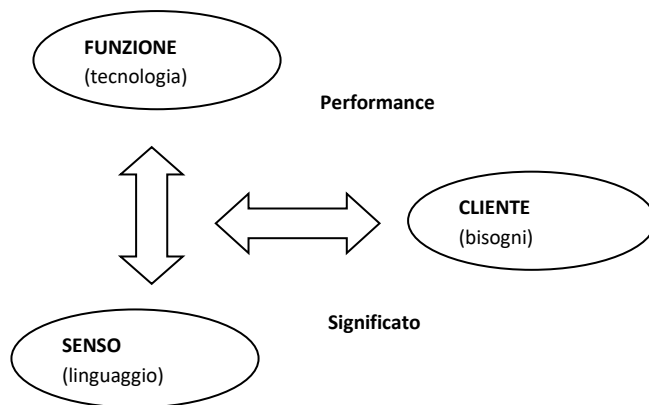 FUNZIONE
(tecnologia)
Performance
CLIENTE
(bisogni)
Significato
SENSO
(linguaggio)